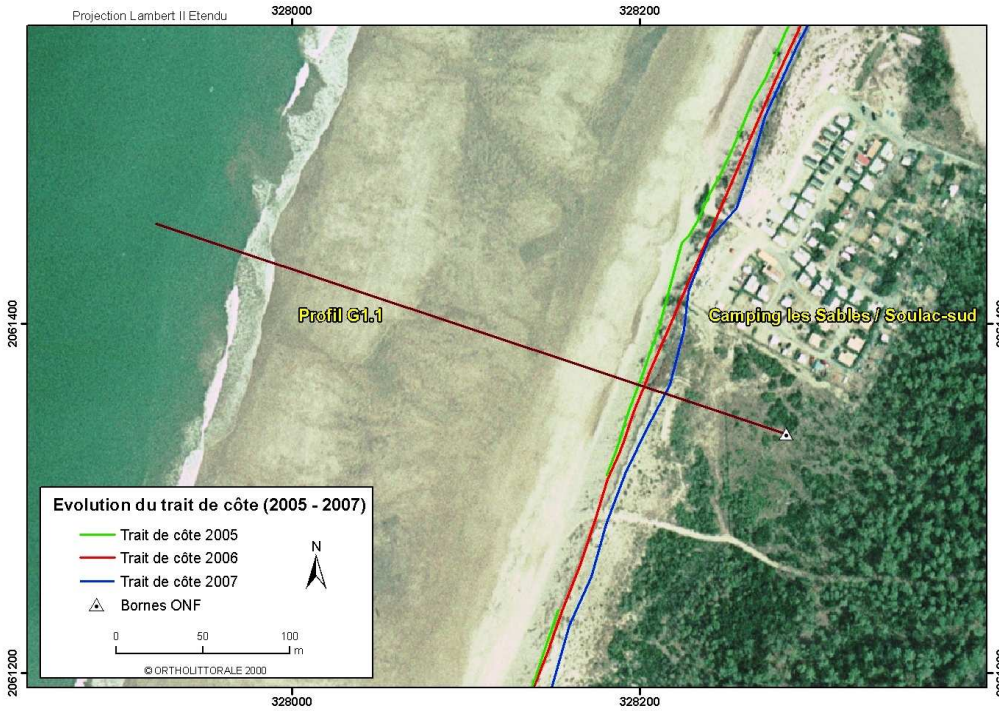 Projection Lambert II Etendu
328000
328200
2061400
2061400
Profil G1.1
Camping les Sables / Soulac-sud
Evolution du trait de côte (2005 - 2007)
Trait de côte 2005
Trait de côte 2006
N
Trait de côte 2007
Bornes ONF
0 50 100
m
© ORTHOLITTORALE 2000
2061200
2061200
328000
328200